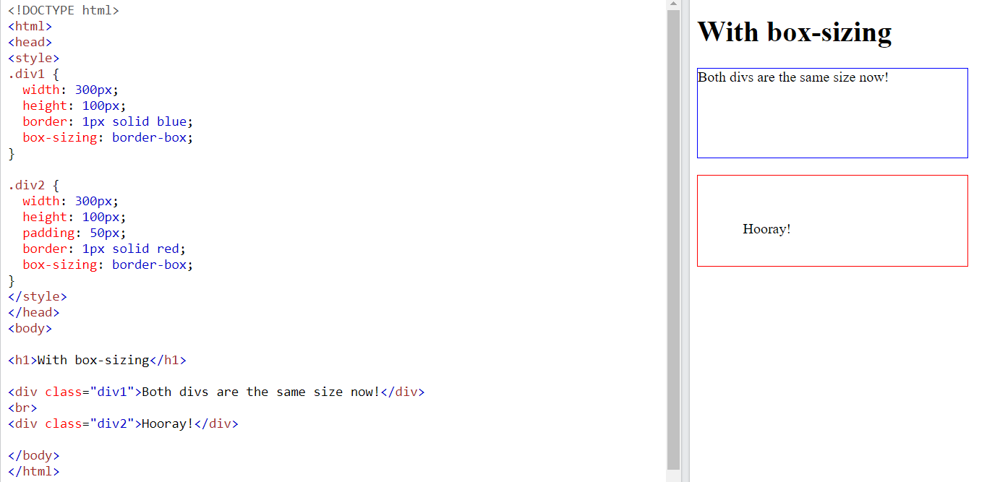 <!DOCTYPE html>
<html>
<head>
<style>
.div1 {
  width: 300px;
  height: 100px;
  border: 1px solid blue;
  box-sizing: border-box;
}

.div2 {
  width: 300px;
  height: 100px;
  padding: 50px;
  border: 1px solid red;
  box-sizing: border-box;
}
</style>
</head>
<body>

<h1>With box-sizing</h1>

<div class="div1">Both divs are the same size now!</div>
<br>
<div class="div2">Hooray!</div>

</body>
</html>
With box-sizing
Both divs are the same size now!
Hooray!